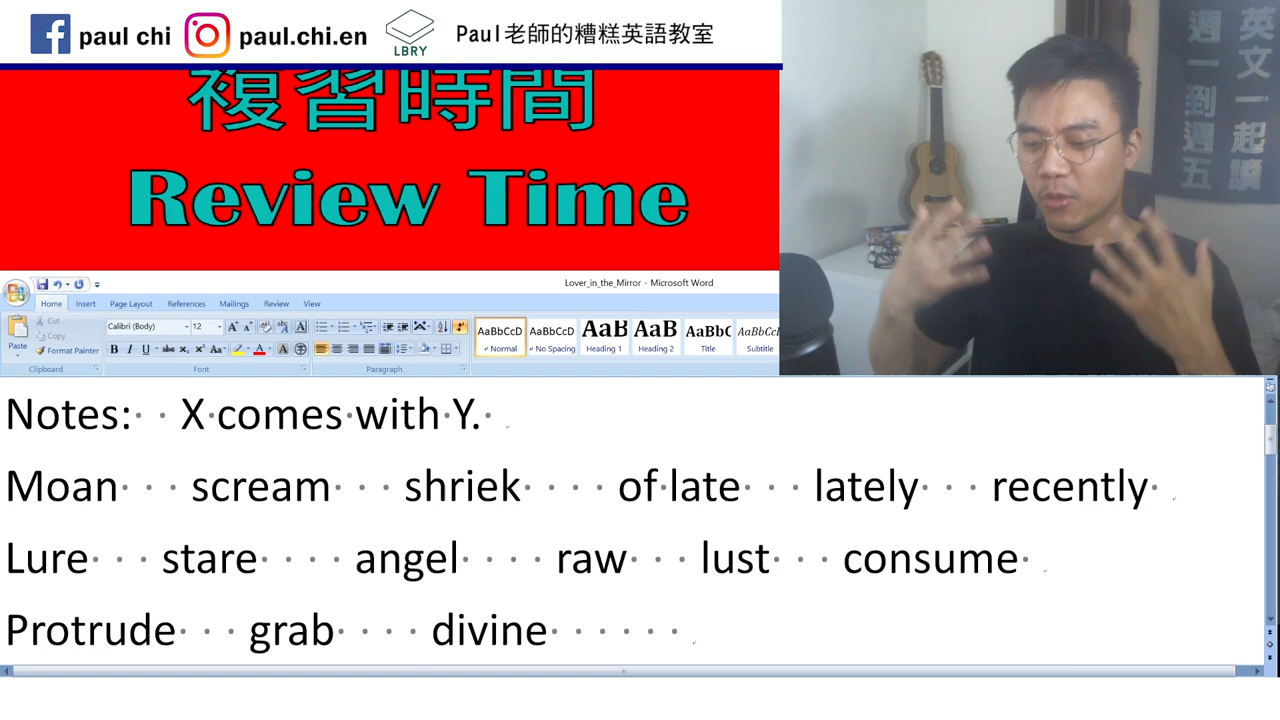 paul chi paul.chi.en LBRY Paul老師的糟糕英語教室
複習時間
Review Time
英文一起讀
週一到週五
Lover_in_the_Mirror - Microsoft Word
Home Insert Page Layout References Mailings Review View
Cut
Copy
Paste
Format Painter
Clipboard
Calibri (Body) 12
Font
Paragraph
AaBbCcD AaBbCcD AaBb AaB AaBbC AaBbCc
Normal No Spacing Heading 1 Heading 2 Title Subtitle
Notes: X comes with Y.
Moan scream shriek of late lately recently
Lure stare angel raw lust consume
Protrude grab divine